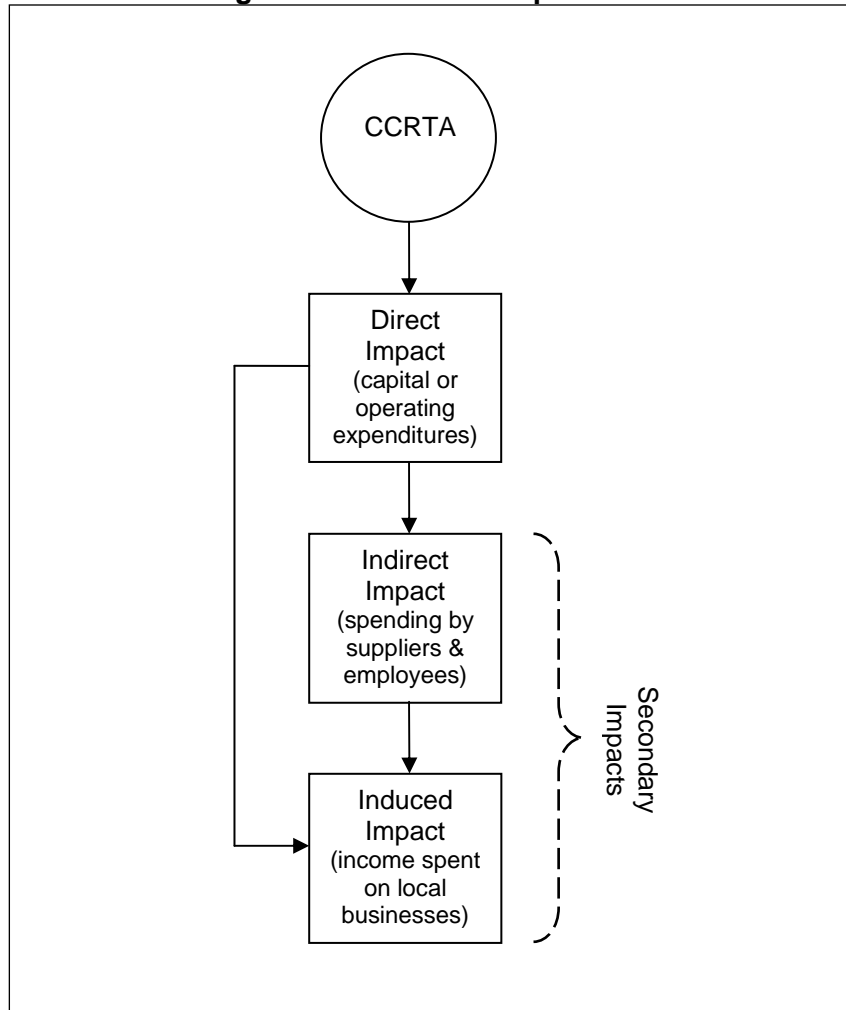 CCRTA
Direct
Impact
(capital or
operating
expenditures)
Indirect
Impact
(spending by
suppliers &
employees)
Secondary
Impacts
Induced
Impact
(income spent
on local
businesses)